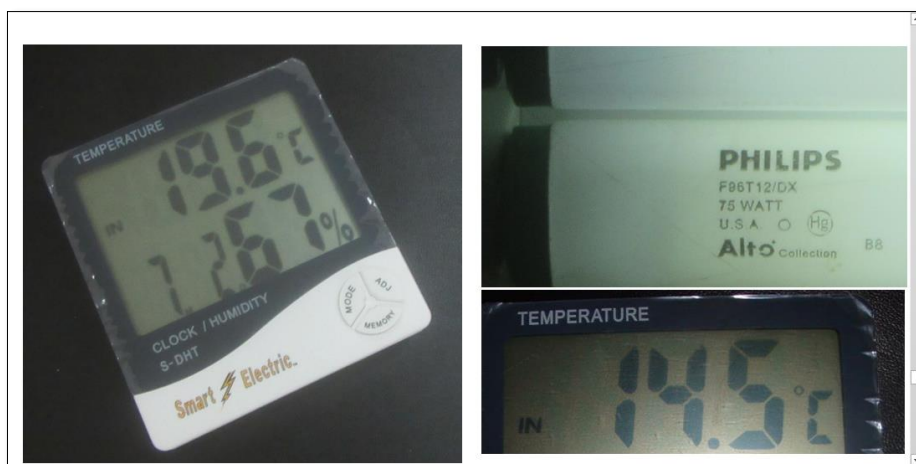 TEMPERATURE
19.6°C
IN
67%
CLOCK / HUMIDITY
S-DHT
MODE
ADJ
MEMORY
Smart Electric
PHILIPS
F96T12/DX
75 WATT
U.S.A
Hg
Alto Collection
B8
TEMPERATURE
IN
14.5°C